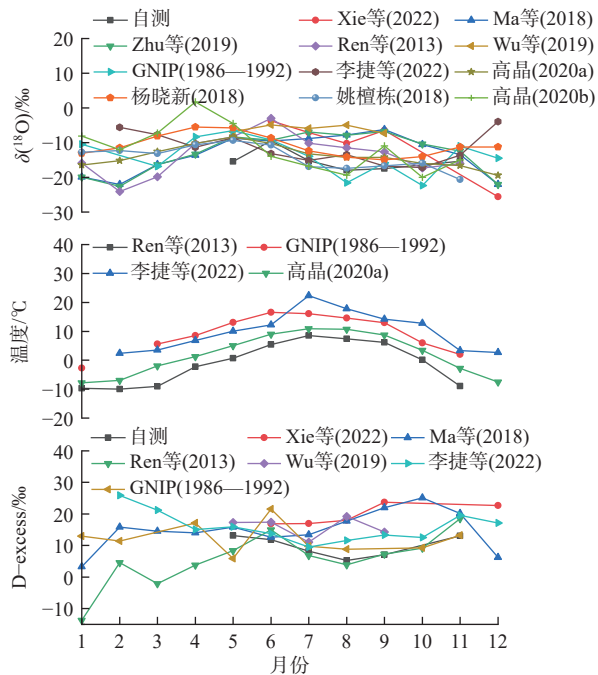 自测 Xie等(2022) Ma等(2018)
Zhu等(2019) Ren等(2013) Wu等(2019)
GNIP(1986—1992) 李捷等(2022) 高晶(2020a)
杨晓新(2018) 姚檀栋(2018) 高晶(2020b)
δ(¹⁸O)/‰
20
10
0
−10
−20
−30
Ren等(2013) GNIP(1986—1992)
李捷等(2022) 高晶(2020a)
温度/℃
40
30
20
10
0
−10
−20
自测 Xie等(2022) Ma等(2018)
Ren等(2013) Wu等(2019) 李捷等(2022)
GNIP(1986—1992)
D–excess/‰
40
30
20
10
0
−10
1 2 3 4 5 6 7 8 9 10 11 12
月份